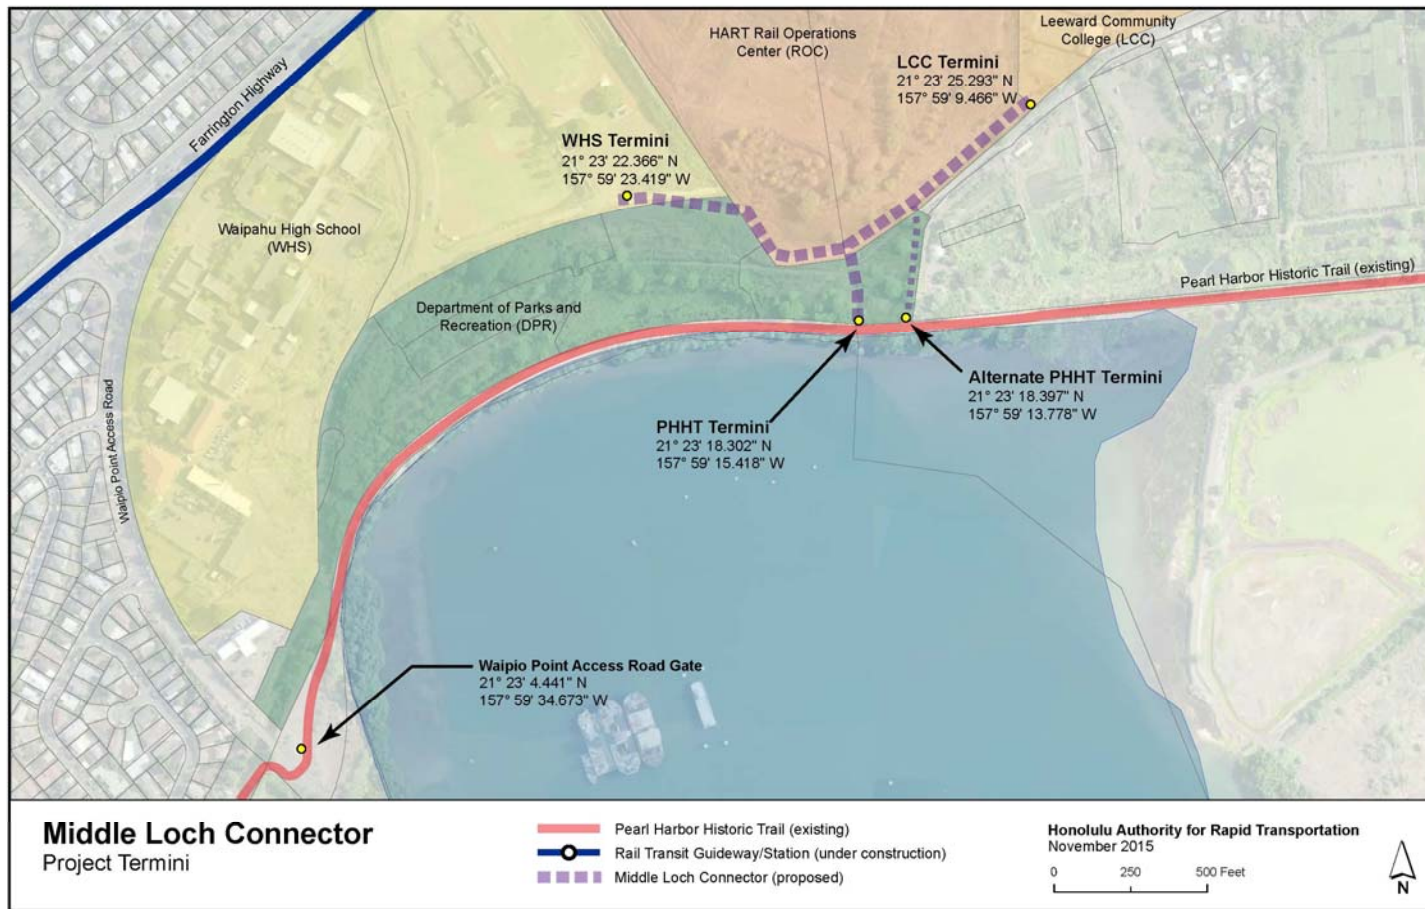 HART Rail Operations
Center (ROC)
Leeward Community
College (LCC)
LCC Termini
21° 23' 25.293" N
157° 59' 9.466" W
Farrington Highway
WHS Termini
21° 23' 22.366" N
157° 59' 23.419" W
Waipahu High School
(WHS)
Pearl Harbor Historic Trail (existing)
Department of Parks and
Recreation (DPR)
Waipio Point Access Road
Alternate PHHT Termini
21° 23' 18.397" N
157° 59' 13.778" W
PHHT Termini
21° 23' 18.302" N
157° 59' 15.418" W
Waipio Point Access Road Gate
21° 23' 4.441" N
157° 59' 34.673" W
Middle Loch Connector
Project Termini
Pearl Harbor Historic Trail (existing)
Rail Transit Guideway/Station (under construction)
Middle Loch Connector (proposed)
Honolulu Authority for Rapid Transportation
November 2015
0 250 500 Feet
N